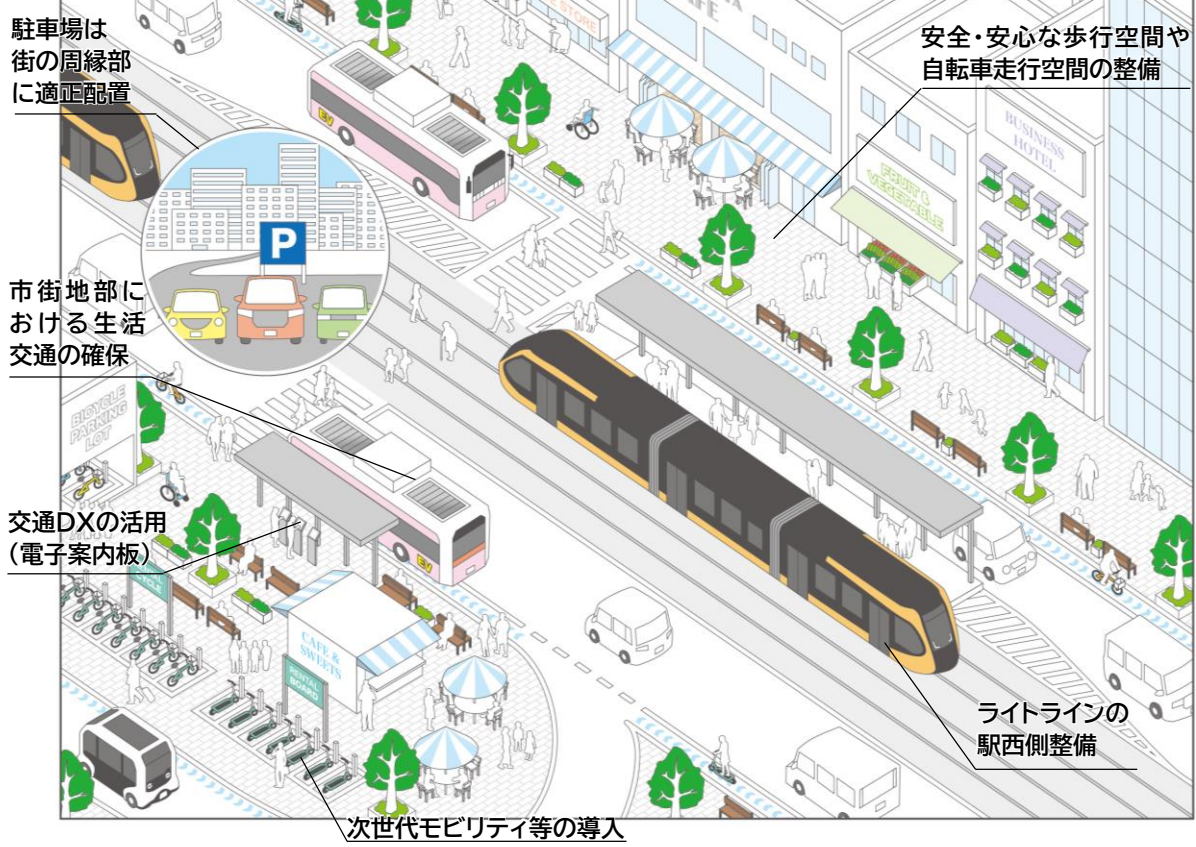 駐車場は
街の周縁部
に適正配置
安全・安心な歩行空間や
自転車走行空間の整備
BUSINESS
HOTEL
FRUIT &
VEGETABLE
EV
P
市街地部に
おける生活
交通の確保
BICYCLE
PARKING
LOT
交通DXの活用
（電子案内板）
EV
CAFE &
SWEETS
RENTAL
BOARD
ライトラインの
駅西側整備
次世代モビリティ等の導入